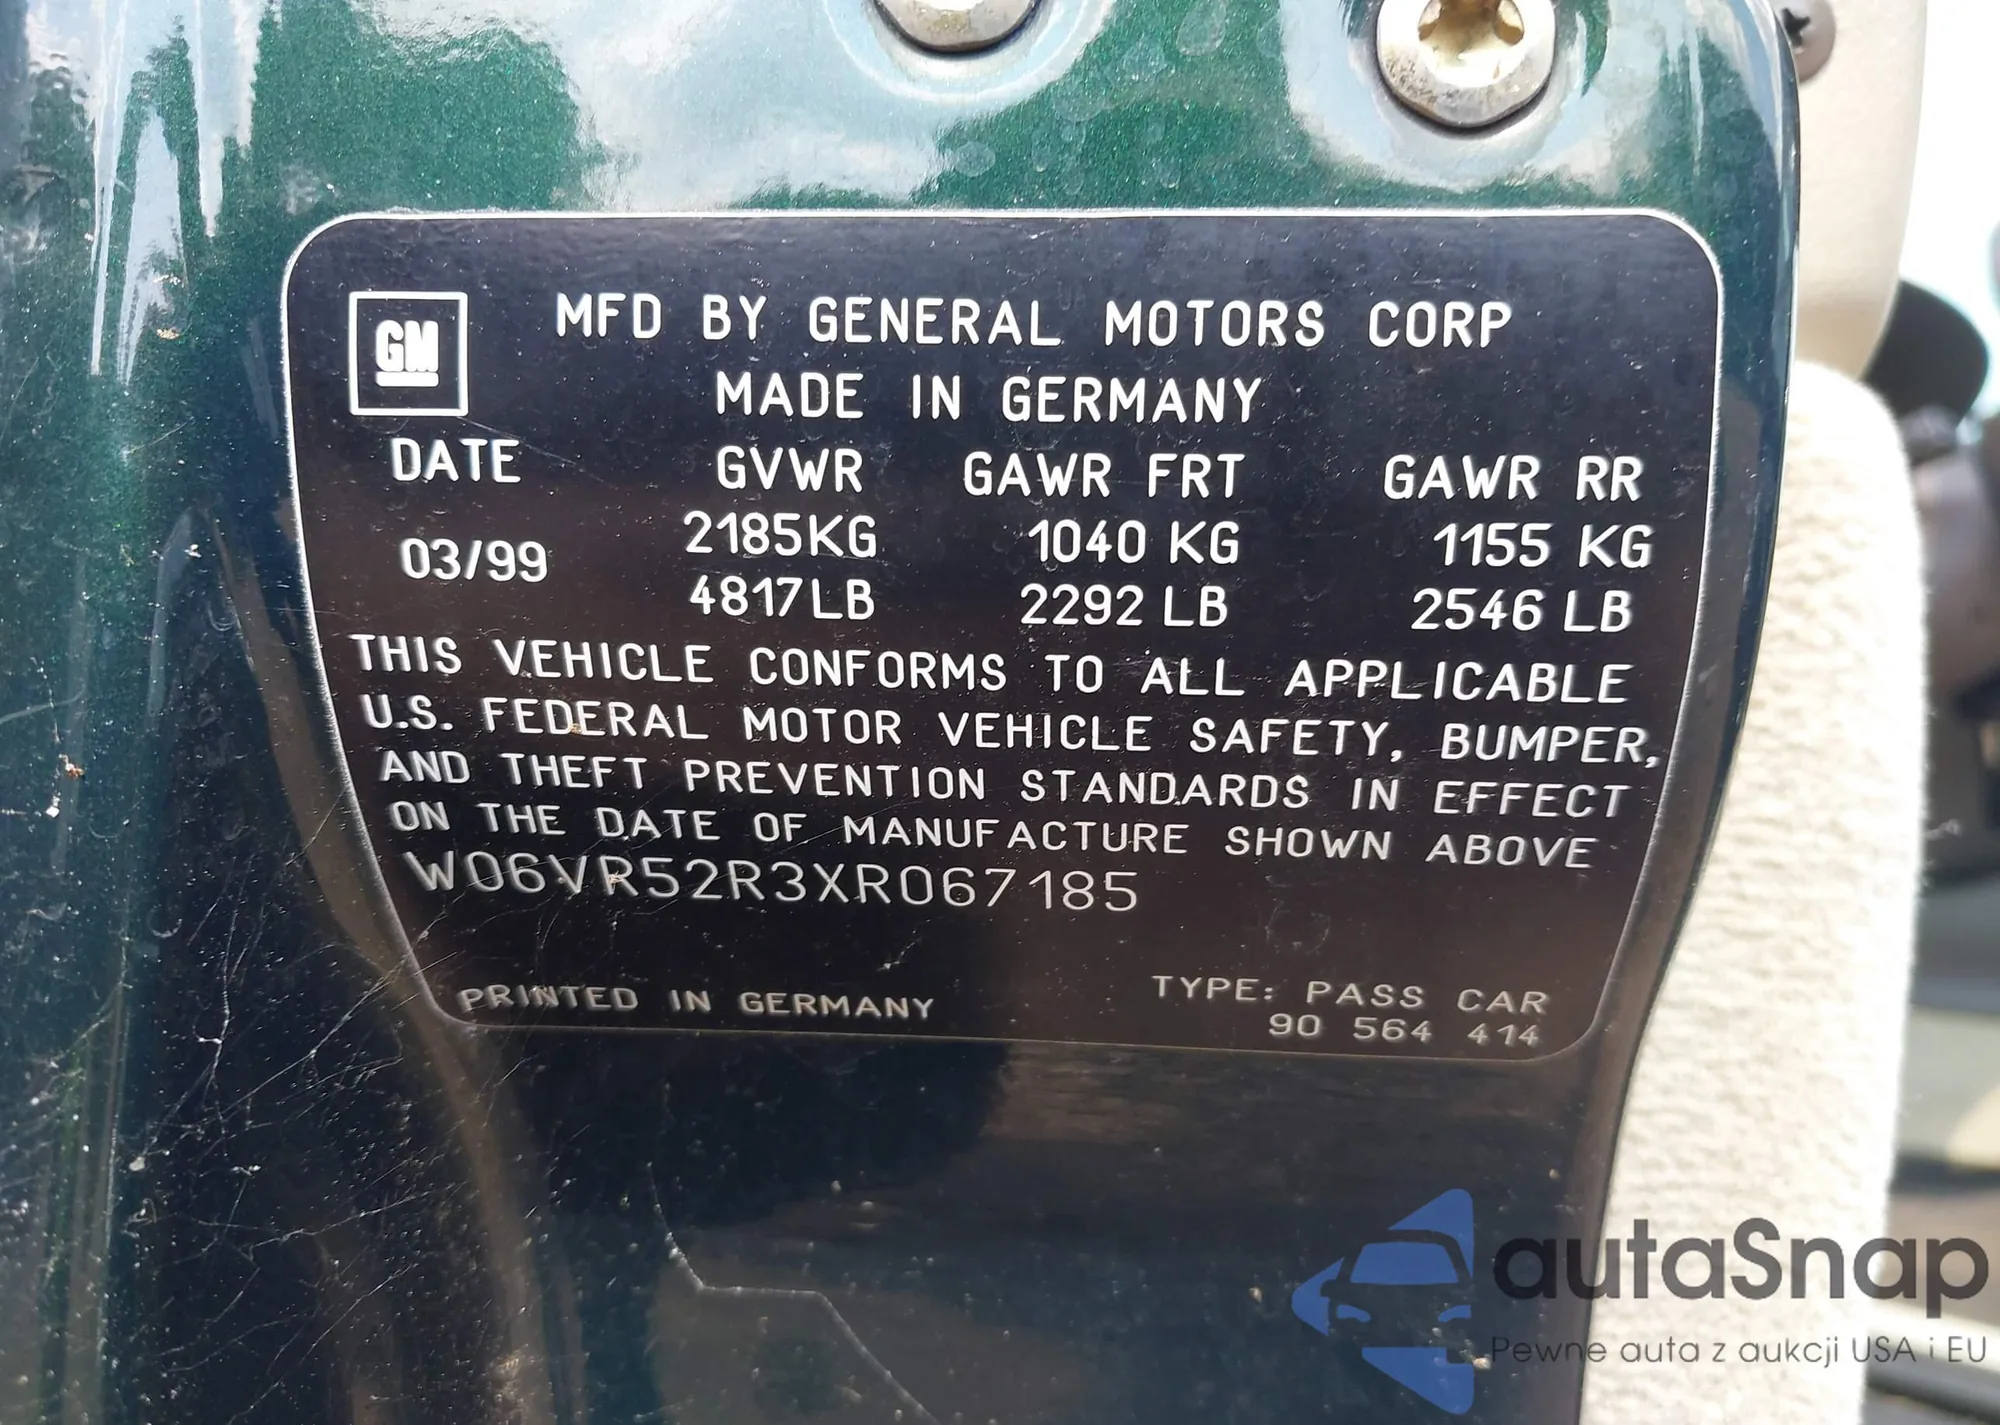 GM
MFD BY GENERAL MOTORS CORP
MADE IN GERMANY
DATE GVWR GAWR FRT GAWR RR
03/99 2185KG 1040 KG 1155 KG
4817LB 2292 LB 2546 LB
THIS VEHICLE CONFORMS TO ALL APPLICABLE
U.S. FEDERAL MOTOR VEHICLE SAFETY, BUMPER,
AND THEFT PREVENTION STANDARDS IN EFFECT
ON THE DATE OF MANUFACTURE SHOWN ABOVE
W06VR52R3XR067185
PRINTED IN GERMANY
TYPE: PASS CAR
90 564 414
autaSnap
Pewne auta z aukcji USA i EU